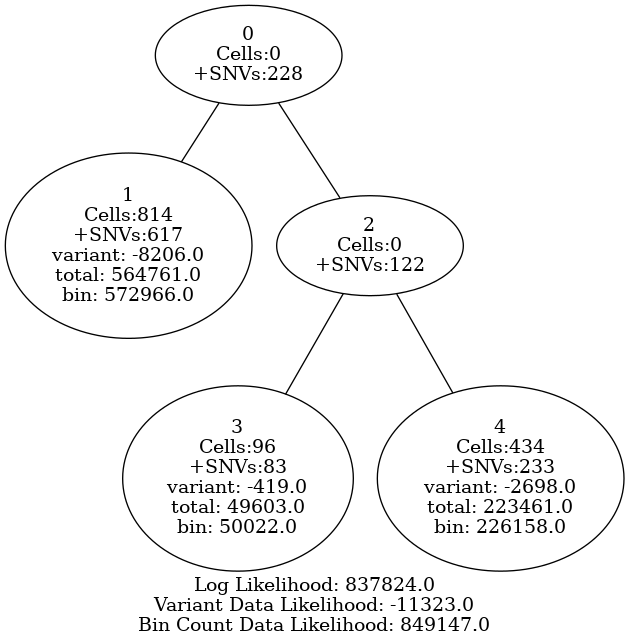 0
Cells:0
+SNVs:228
1
Cells:814
+SNVs:617
variant: -8206.0
total: 564761.0
bin: 572966.0
2
Cells:0
+SNVs:122
3
Cells:96
+SNVs:83
variant: -419.0
total: 49603.0
bin: 50022.0
4
Cells:434
+SNVs:233
variant: -2698.0
total: 223461.0
bin: 226158.0
Log Likelihood: 837824.0
Variant Data Likelihood: -11323.0
Bin Count Data Likelihood: 849147.0